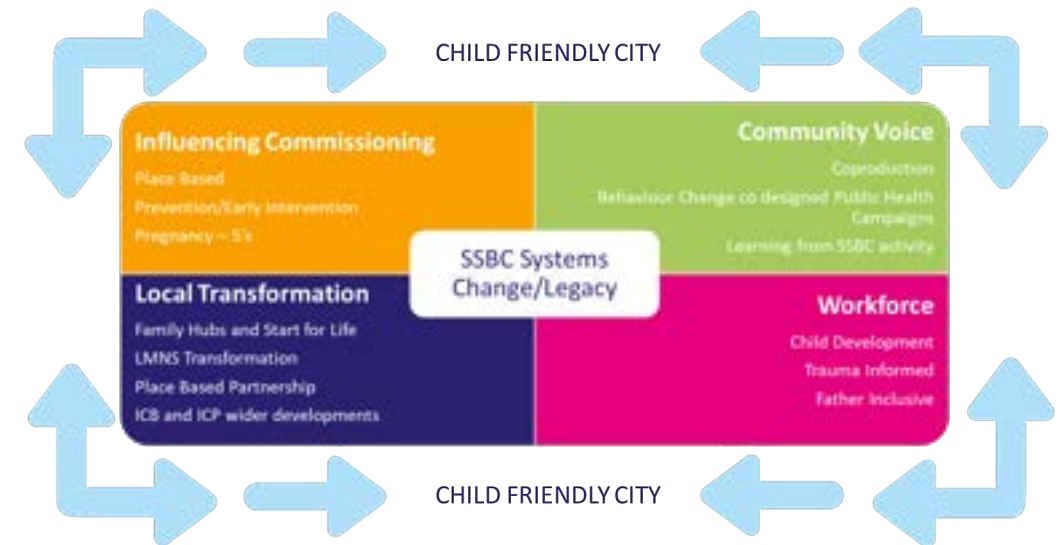 CHILD FRIENDLY CITY
Influencing Commissioning
Place Based
Prevention/Early Intervention
Pregnancy – 5's
Community Voice
Coproduction
Behaviour Change co designed Public Health
Campaigns
Learning from SSBC activity
SSBC Systems
Change/Legacy
Local Transformation
Family Hubs and Start for Life
LMNS Transformation
Place Based Partnership
ICB and ICP wider developments
Workforce
Child Development
Trauma Informed
Father Inclusive
CHILD FRIENDLY CITY